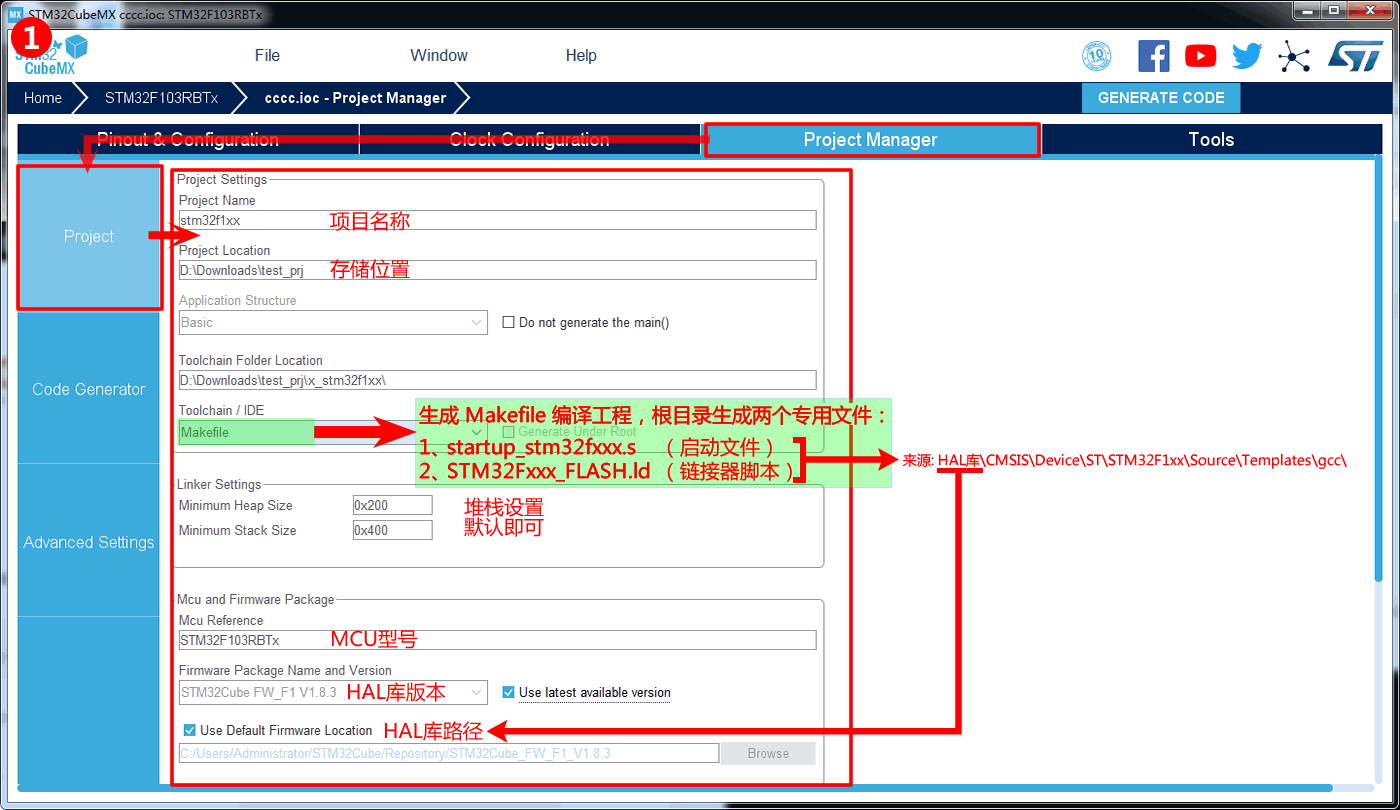 STM32CubeMX cccc.ioc: STM32F103RBTx
1
STM32
CubeMX
File
Window
Help
10
Home
STM32F103RBTx
cccc.ioc - Project Manager
GENERATE CODE
Pinout & Configuration
Clock Configuration
Project Manager
Tools
Project
Code Generator
Advanced Settings
Project Settings
Project Name
stm32f1xx 项目名称
Project Location
D:\Downloads\test_prj 存储位置
Application Structure
Basic
Do not generate the main()
Toolchain Folder Location
D:\Downloads\test_prj\x_stm32f1xx\
Toolchain / IDE
Makefile
Generate Under Root
生成 Makefile 编译工程，根目录生成两个专用文件：
1、startup_stm32fxxx.s （启动文件）
2、STM32Fxxx_FLASH.ld （链接器脚本）
来源: HAL库\CMSIS\Device\ST\STM32F1xx\Source\Templates\gcc\
Linker Settings
Minimum Heap Size 0x200
Minimum Stack Size 0x400
堆栈设置
默认即可
Mcu and Firmware Package
Mcu Reference
STM32F103RBTx MCU型号
Firmware Package Name and Version
STM32Cube FW_F1 V1.8.3 HAL库版本
Use latest available version
Use Default Firmware Location HAL库路径
C:/Users/Administrator/STM32Cube/Repository/STM32Cube_FW_F1_V1.8.3
Browse